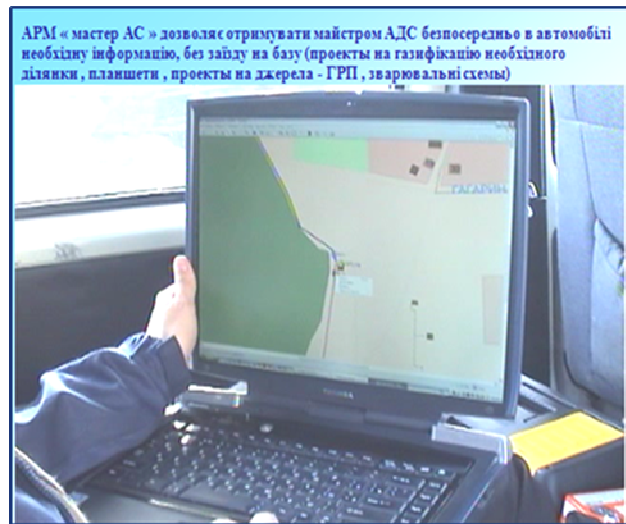 АРМ « мастер АС » дозволяє отримувати майстром АДС безпосередньо в автомобілі
необхідну інформацію, без заїзду на базу (проекты на газифікацію необхідного
ділянки , планшети , проекты на джерела - ГРП , зварювальні схемы)
ГАГАРИН